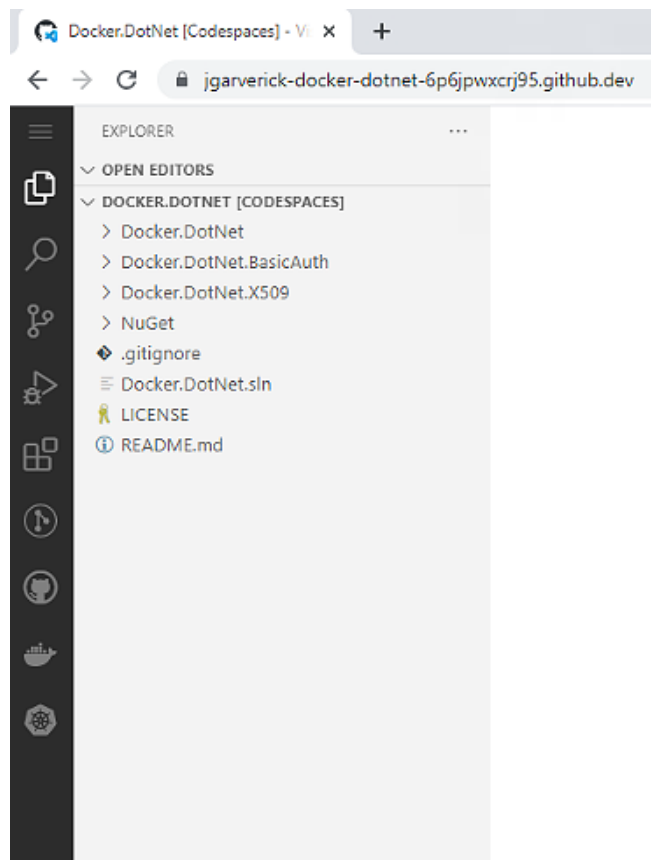 Docker.DotNet [Codespaces] - Vi
jgarverick-docker-dotnet-6p6jpwxcrj95.github.dev
EXPLORER
OPEN EDITORS
DOCKER.DOTNET [CODESPACES]
Docker.DotNet
Docker.DotNet.BasicAuth
Docker.DotNet.X509
NuGet
.gitignore
Docker.DotNet.sln
LICENSE
README.md